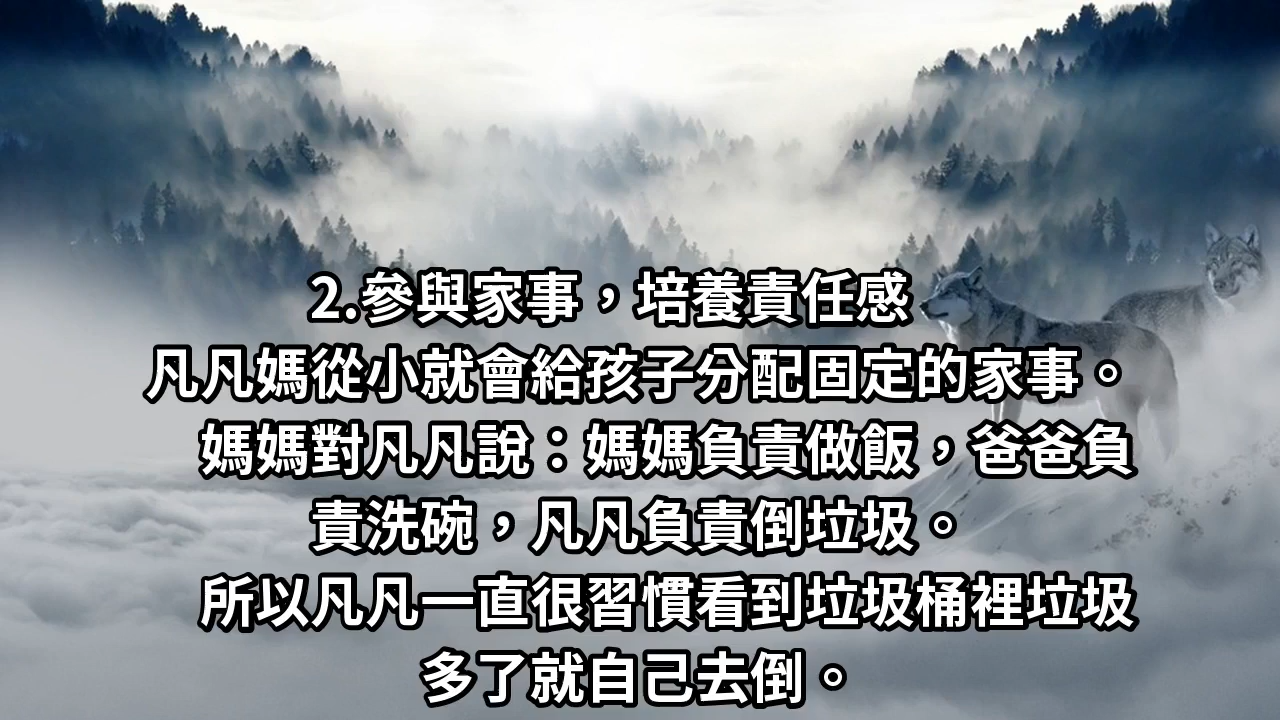 2.參與家事，培養責任感
凡凡媽從小就會給孩子分配固定的家事。
媽媽對凡凡說：媽媽負責做飯，爸爸負
責洗碗，凡凡負責倒垃圾。
所以凡凡一直很習慣看到垃圾桶裡垃圾
多了就自己去倒。